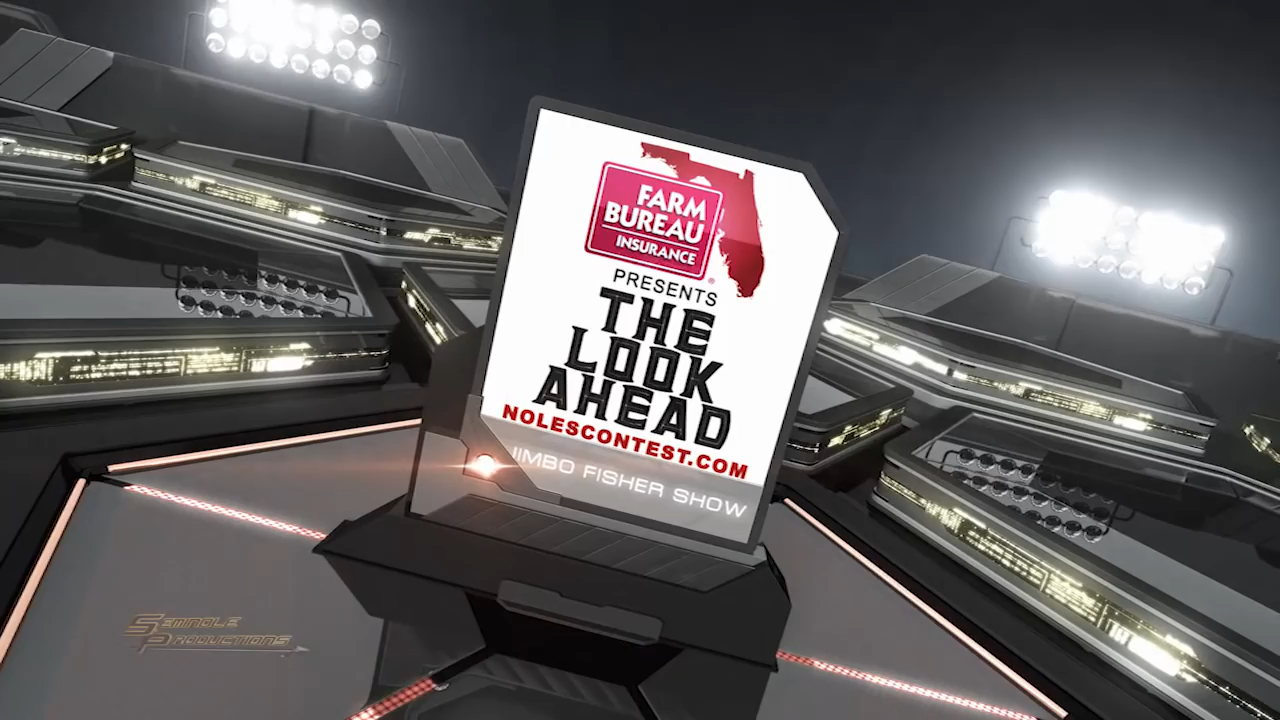 FARM
BUREAU
INSURANCE
®
PRESENTS
THE
LOOK
AHEAD
NOLESCONTEST.COM
JIMBO FISHER SHOW
SEMINOLE
PRODUCTIONS